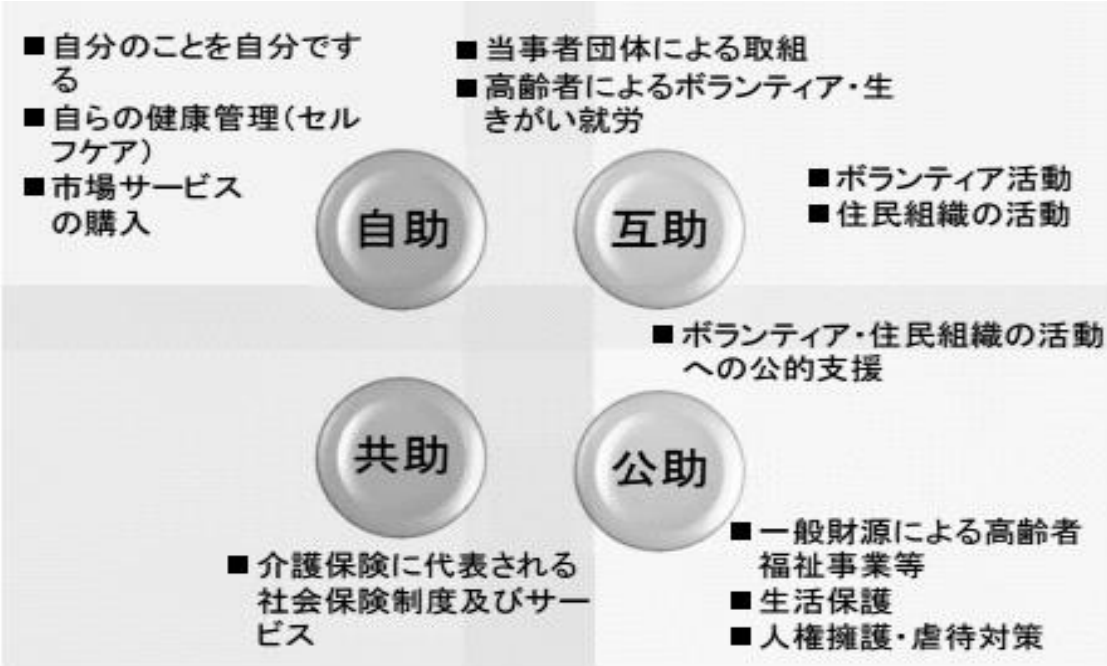 ■自分のことを自分です
る
■自らの健康管理（セル
フケア）
■市場サービス
の購入
■当事者団体による取組
■高齢者によるボランティア・生
きがい就労
自助
互助
■ボランティア活動
■住民組織の活動
■ボランティア・住民組織の活動
への公的支援
共助
公助
■介護保険に代表される
社会保険制度及びサー
ビス
■一般財源による高齢者
福祉事業等
■生活保護
■人権擁護・虐待対策